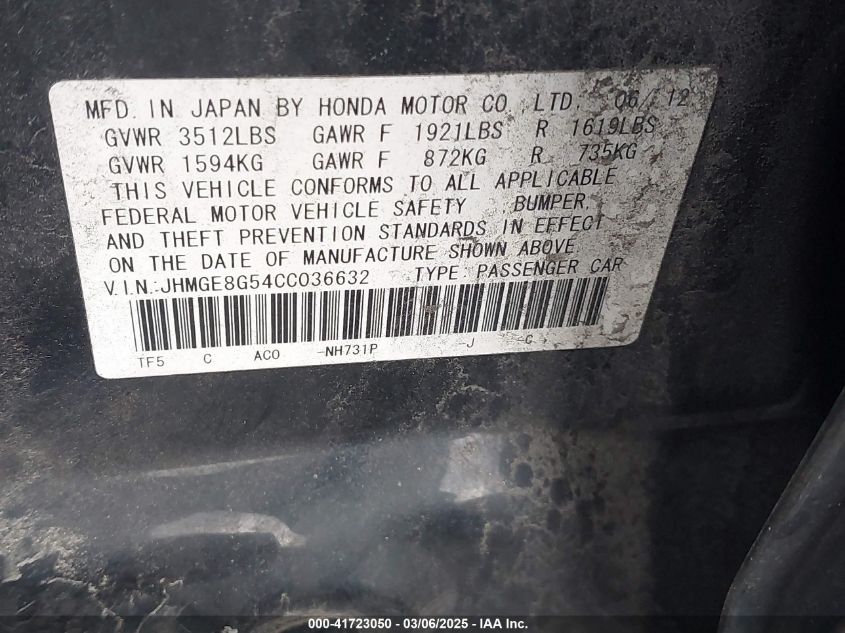 MFD. IN JAPAN BY HONDA MOTOR CO., LTD. 06/12
GVWR 3512LBS GAWR F 1921LBS R 1619LBS
GVWR 1594KG GAWR F 872KG R 735KG
THIS VEHICLE CONFORMS TO ALL APPLICABLE
FEDERAL MOTOR VEHICLE SAFETY, BUMPER,
AND THEFT PREVENTION STANDARDS IN EFFECT
ON THE DATE OF MANUFACTURE SHOWN ABOVE
V.I.N.:JHMGE8G54CC036632 TYPE: PASSENGER CAR
TF5 C AC0 -NH731P -J -C
000-41723050 - 03/06/2025 - IAA Inc.